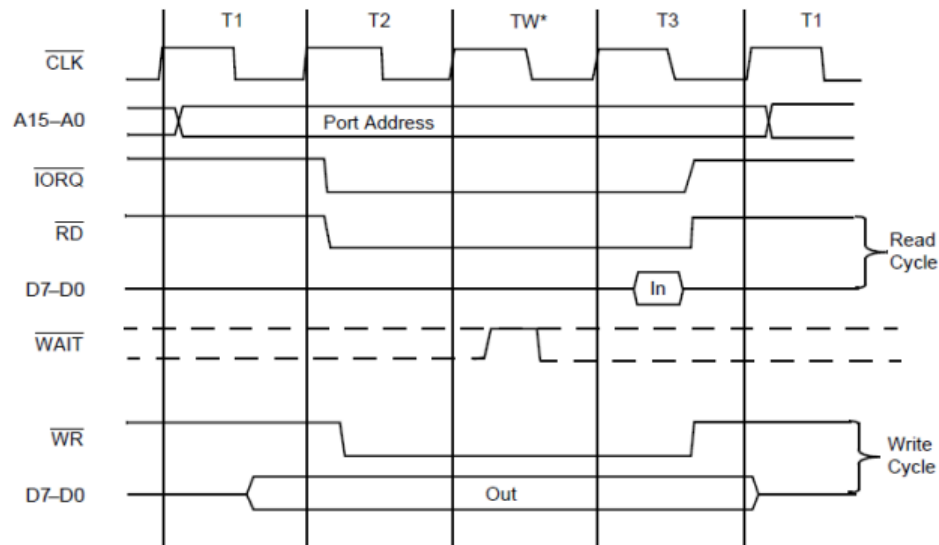 T1 T2 TW* T3 T1
CLK
A15–A0 Port Address
IORQ
RD
Read
Cycle
D7–D0 In
WAIT
WR
Write
Cycle
D7–D0 Out